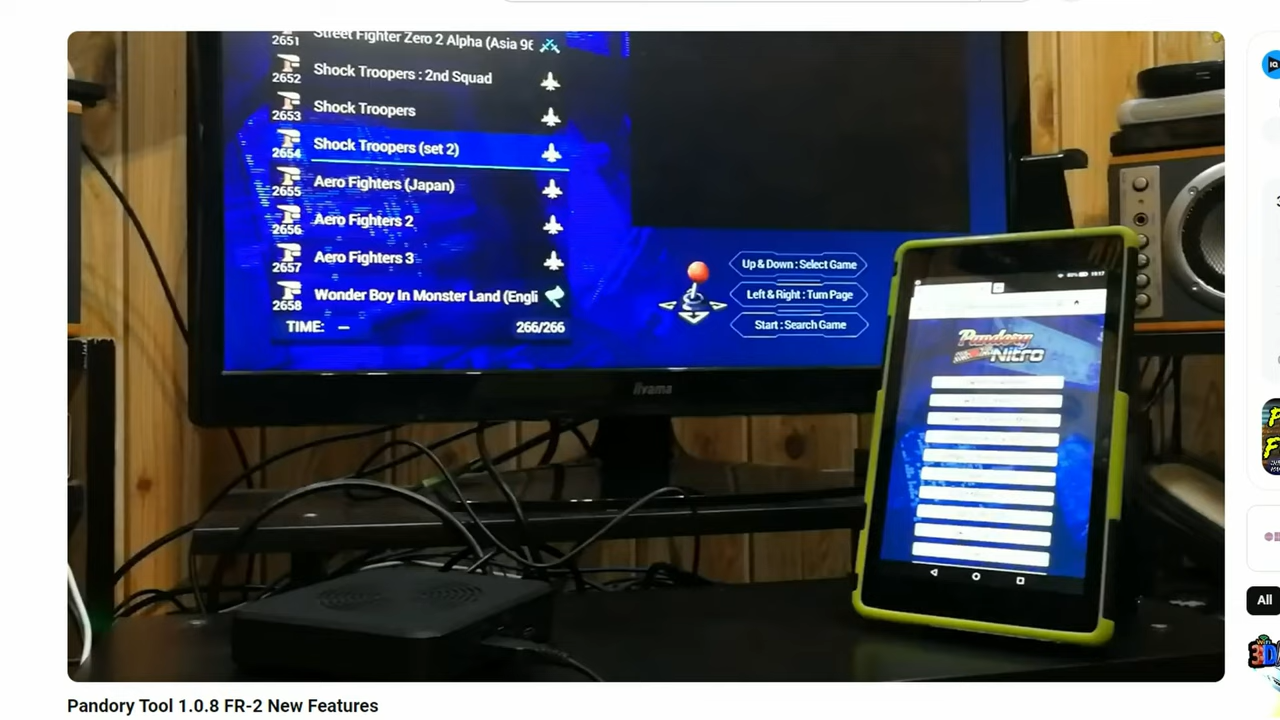 2651 Street Fighter Zero 2 Alpha (Asia 96
2652 Shock Troopers : 2nd Squad
2653 Shock Troopers
2654 Shock Troopers (set 2)
2655 Aero Fighters (Japan)
2656 Aero Fighters 2
2657 Aero Fighters 3
2658 Wonder Boy In Monster Land (Engli
TIME: -- 266/266
Up & Down : Select Game
Left & Right : Turn Page
Start : Search Game
iiyama
Pandory
Nitro
All
Pandory Tool 1.0.8 FR-2 New Features